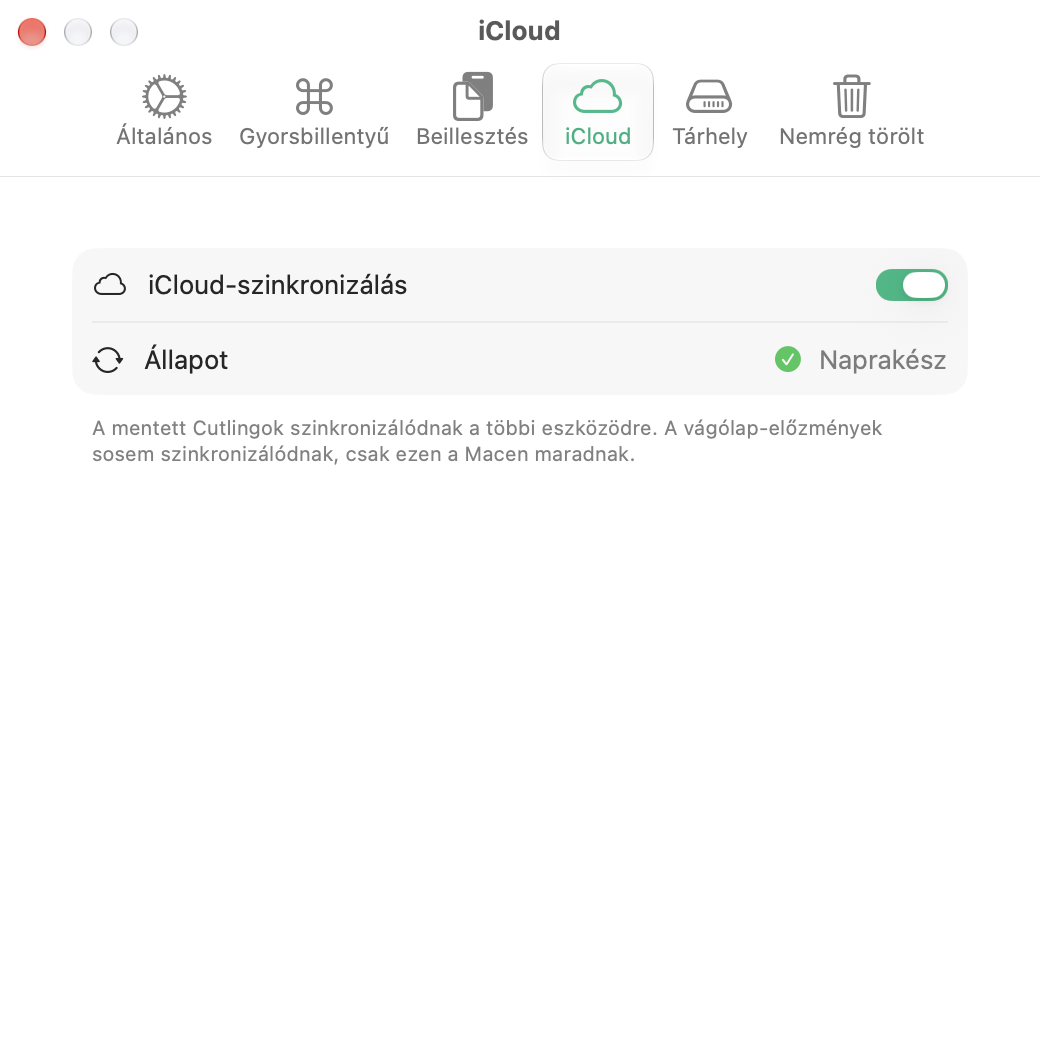 iCloud
Általános
Gyorsbillentyű
Beillesztés
iCloud
Tárhely
Nemrég törölt
iCloud-szinkronizálás
Állapot
Naprakész
A mentett Cutlingok szinkronizálódnak a többi eszközödre. A vágólap-előzmények
sosem szinkronizálódnak, csak ezen a Macen maradnak.